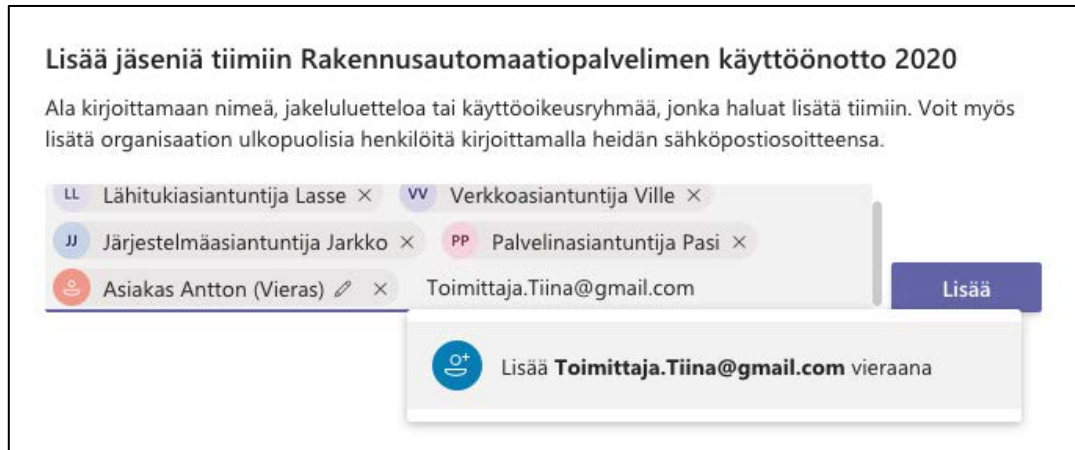 Lisää jäseniä tiimiin Rakennusautomaatiopalvelimen käyttöönotto 2020
Ala kirjoittamaan nimeä, jakeluluetteloa tai käyttöoikeusryhmää, jonka haluat lisätä tiimiin. Voit myös
lisätä organisaation ulkopuolisia henkilöitä kirjoittamalla heidän sähköpostiosoitteensa.
LL Lähitukiasiantuntija Lasse × VV Verkkoasiantuntija Ville ×
JJ Järjestelmäasiantuntija Jarkko × PP Palvelinasiantuntija Pasi ×
Asiakas Antton (Vieras) × Toimittaja.Tiina@gmail.com Lisää
Lisää Toimittaja.Tiina@gmail.com vieraana